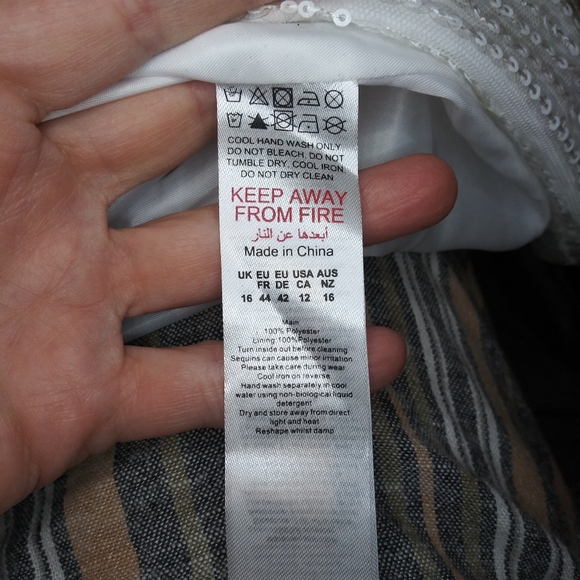 COOL HAND WASH ONLY
DO NOT BLEACH. DO NOT
TUMBLE DRY. COOL IRON
DO NOT DRY CLEAN
KEEP AWAY
FROM FIRE
أبعدها عن النار
Made in China
UK EU EU USA AUS
FR DE CA NZ
16 44 42 12 16
Main
100% Polyester
Lining: 100%Polyester
Turn inside out before cleaning
Sequins can cause minor irritation
Please take care during wear
Cool iron on reverse
Hand wash separately in cool
water using non-biological liquid
detergent
Dry and store away from direct
light and heat
Reshape whilst damp